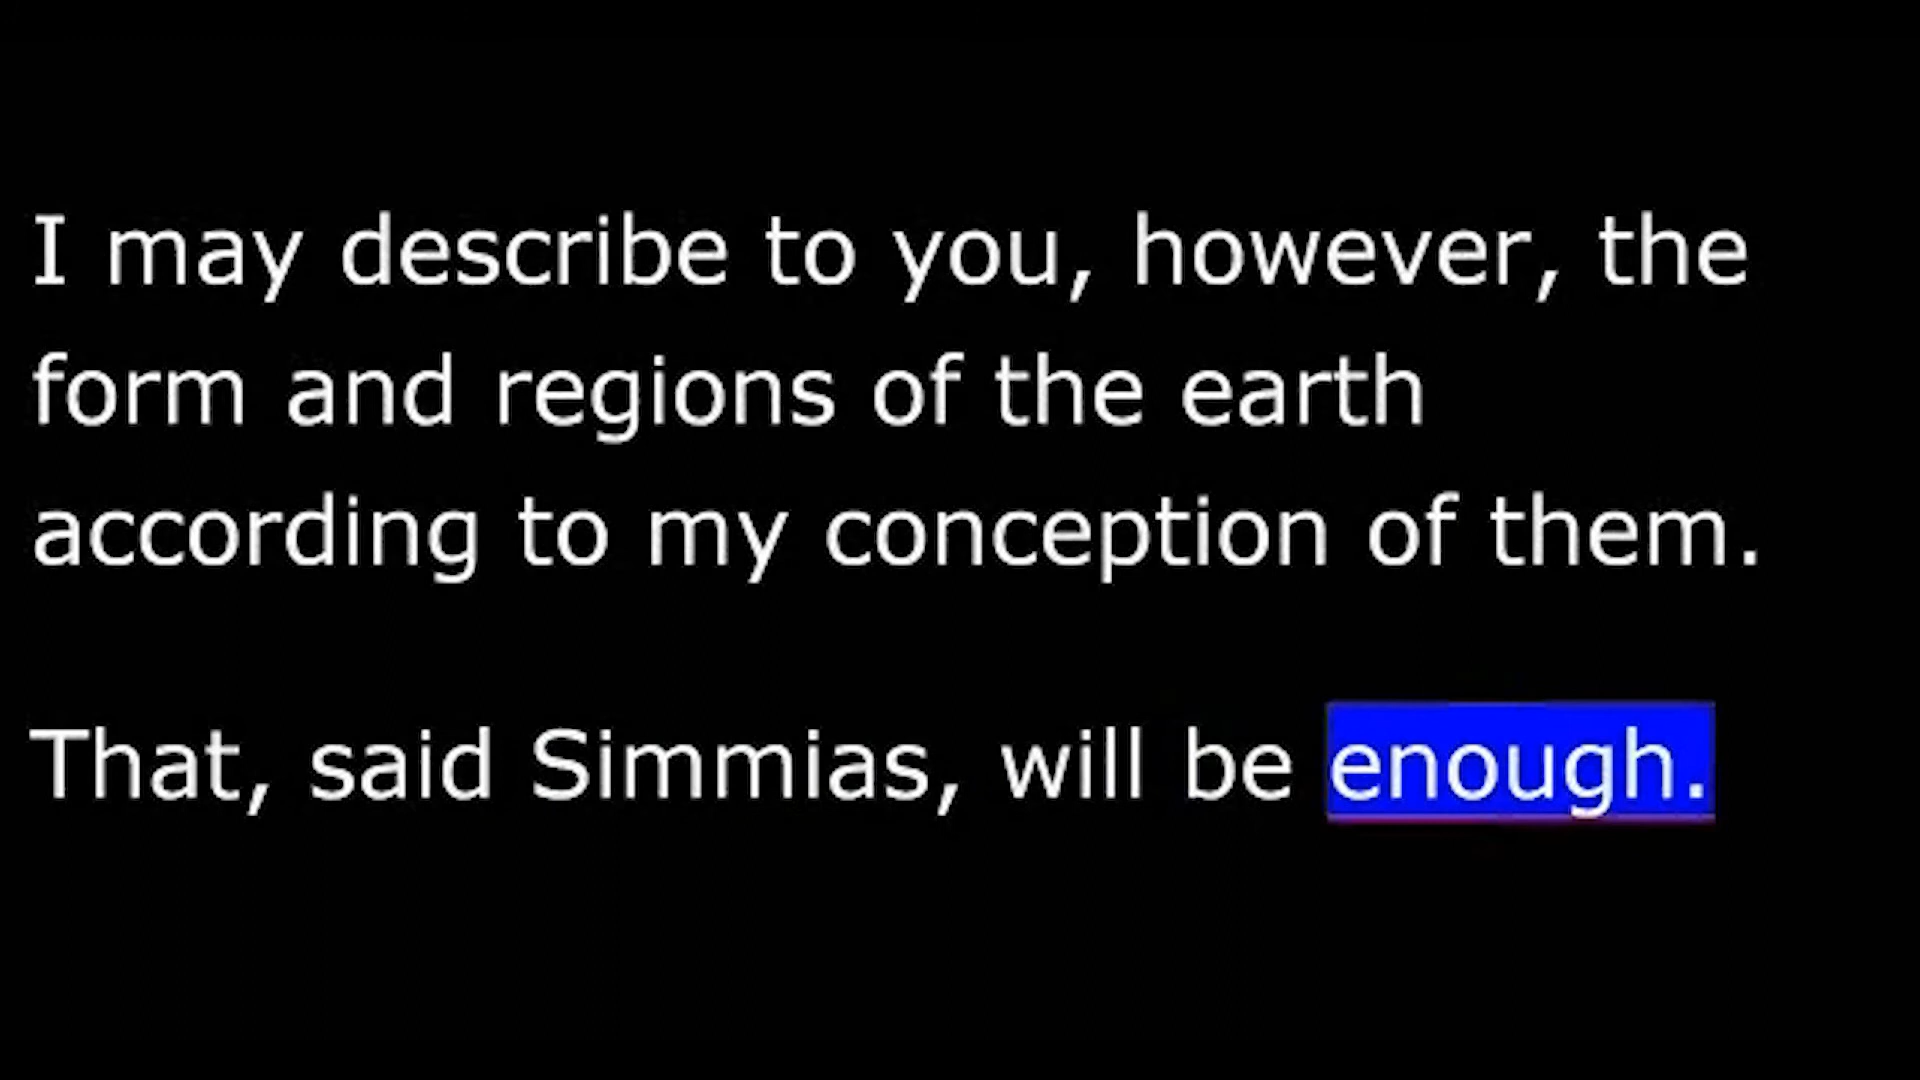 I may describe to you, however, the
form and regions of the earth
according to my conception of them.
That, said Simmias, will be enough.